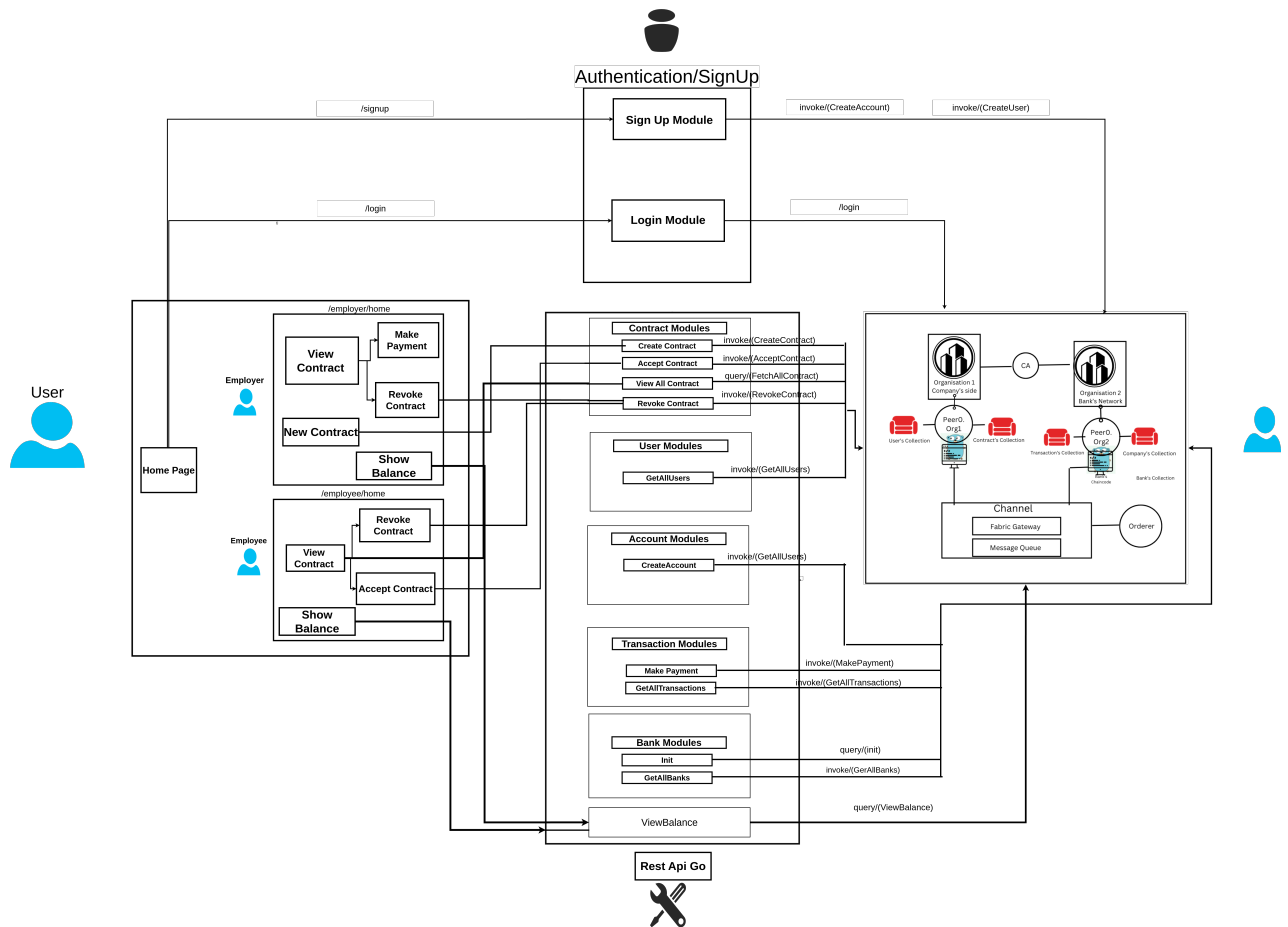 Authentication/SignUp
/signup
Sign Up Module
invoke/(CreateAccount)
invoke/(CreateUser)
/login
Login Module
/login
User
Home Page
/employer/home
Employer
View
Contract
Make
Payment
Revoke
Contract
New Contract
Show
Balance
/employee/home
Employee
Revoke
Contract
View
Contract
Accept Contract
Show
Balance
Contract Modules
Create Contract
invoke/(CreateContract)
Accept Contract
invoke/(AcceptContract)
View All Contract
query/(FetchAllContract)
Revoke Contract
invoke/(RevokeContract)
User Modules
GetAllUsers
invoke/(GetAllUsers)
Account Modules
CreateAccount
invoke/(GetAllUsers)
Transaction Modules
Make Payment
invoke/(MakePayment)
GetAllTransactions
invoke/(GetAllTransactions)
Bank Modules
Init
query/(init)
GetAllBanks
invoke/(GerAllBanks)
ViewBalance
query/(ViewBalance)
Rest Api Go
Organisation 1
Company's side
CA
Organisation 2
Bank's Network
Peer0.
Org1
User's Collection
Contract's Collection
Peer0.
Org2
Transaction's Collection
Company's Collection
Chaincode
Bank's Collection
Channel
Fabric Gateway
Message Queue
Orderer